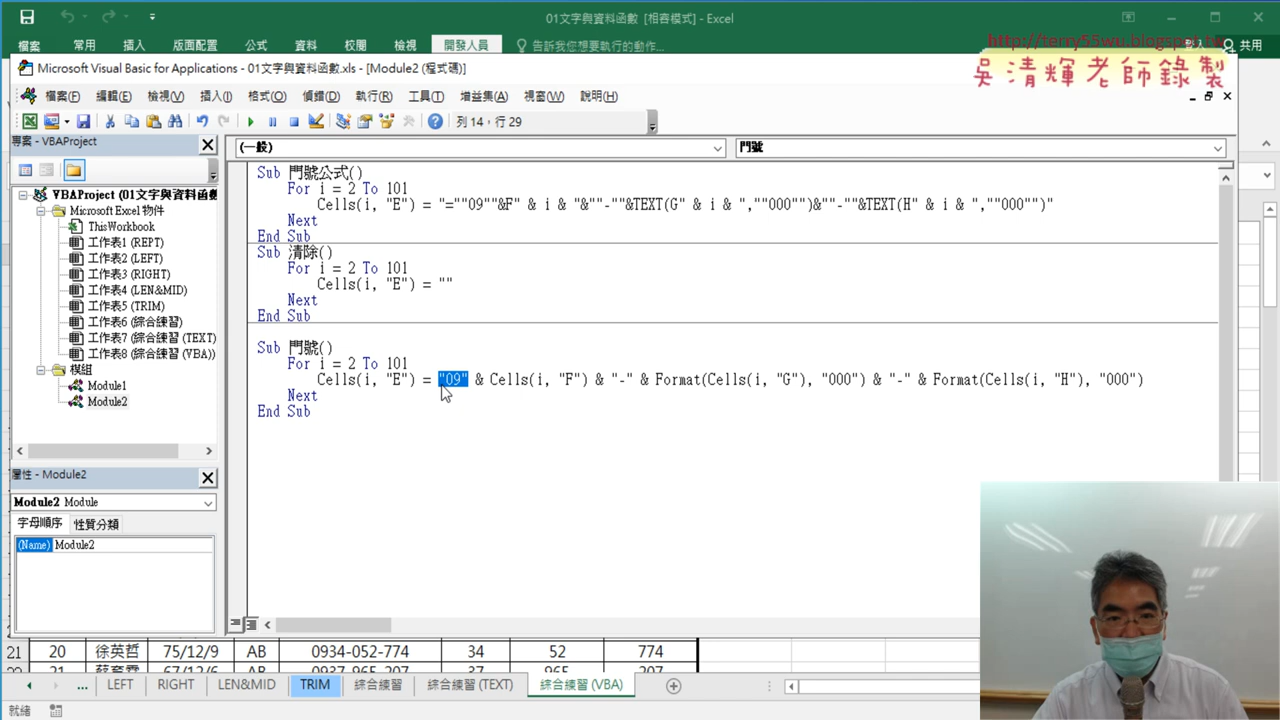 01文字與資料函數 [相容模式] - Excel
檔案 常用 插入 版面配置 公式 資料 校閱 檢視 開發人員 告訴我您想要執行的動作... 共用
http://terry55wu.blogspot.tw
吳清輝老師錄製
Microsoft Visual Basic for Applications - 01文字與資料函數.xls - [Module2 (程式碼)]
檔案(F) 編輯(E) 檢視(V) 插入(I) 格式(O) 偵錯(D) 執行(R) 工具(T) 增益集(A) 視窗(W) 說明(H)
列 14，行 29
專案 - VBAProject
(一般) 門號
VBAProject (01文字與資料函數
Microsoft Excel 物件
ThisWorkbook
工作表1 (REPT)
工作表2 (LEFT)
工作表3 (RIGHT)
工作表4 (LEN&MID)
工作表5 (TRIM)
工作表6 (綜合練習)
工作表7 (綜合練習 (TEXT)
工作表8 (綜合練習 (VBA))
模組
Module1
Module2
屬性 - Module2
Module2 Module
字母順序 性質分類
(Name) Module2
Sub 門號公式()
For i = 2 To 101
Cells(i, "E") = "=""09""&F" & i & "&""-""&TEXT(G" & i & ",""000"")&""-""&TEXT(H" & i & ",""000"")"
Next
End Sub
Sub 清除()
For i = 2 To 101
Cells(i, "E") = ""
Next
End Sub
Sub 門號()
For i = 2 To 101
Cells(i, "E") = "09" & Cells(i, "F") & "-" & Format(Cells(i, "G"), "000") & "-" & Format(Cells(i, "H"), "000")
Next
End Sub
21 20 徐英哲 75/12/9 AB 0934-052-774 34 52 774
... LEFT RIGHT LEN&MID TRIM 綜合練習 綜合練習 (TEXT) 綜合練習 (VBA)
就緒